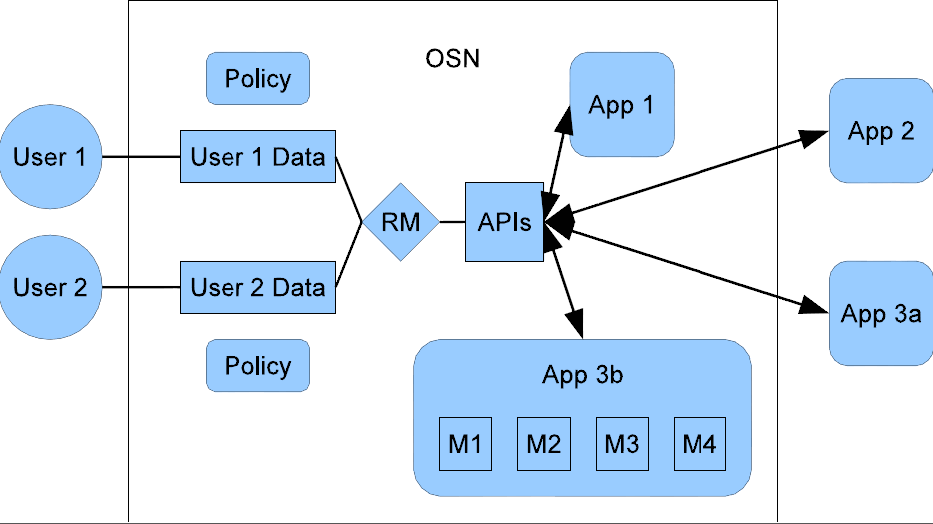 OSN
Policy
App 1
App 2
User 1
User 1 Data
RM
APIs
User 2
User 2 Data
App 3a
Policy
App 3b
M1
M2
M3
M4